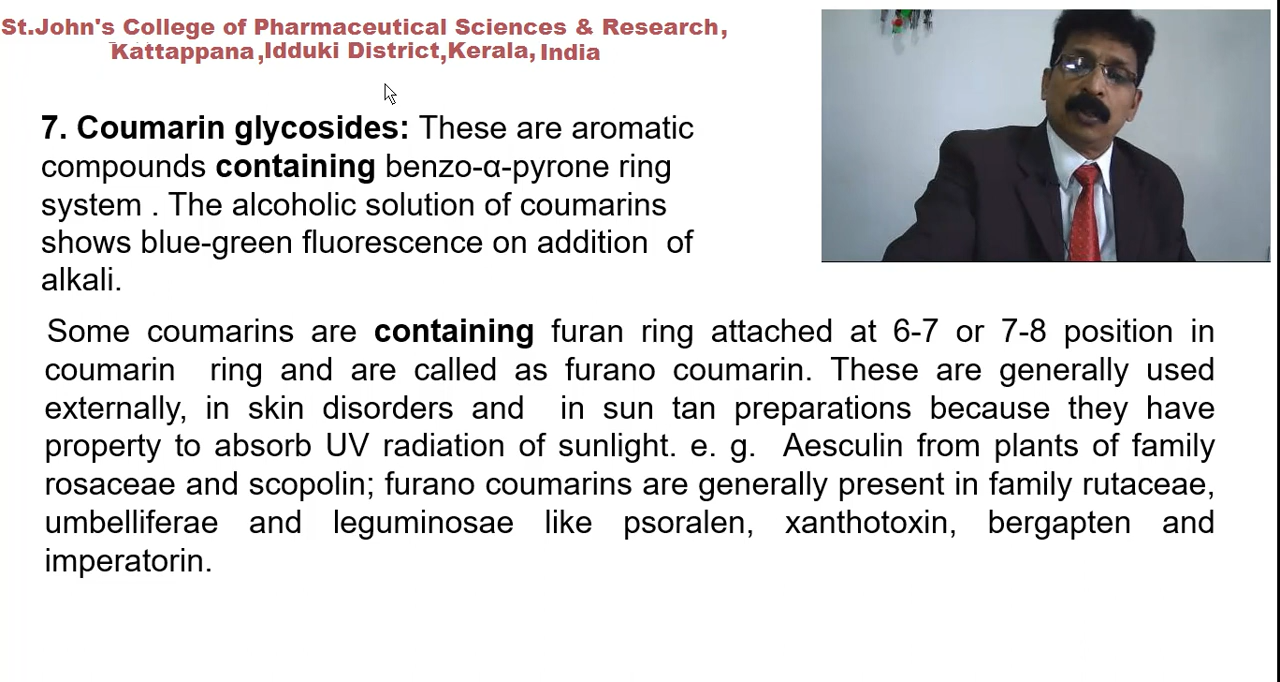 St.John's College of Pharmaceutical Sciences & Research,
Kattappana,Idduki District,Kerala, India
7. Coumarin glycosides: These are aromatic
compounds containing benzo-α-pyrone ring
system . The alcoholic solution of coumarins
shows blue-green fluorescence on addition of
alkali.
Some coumarins are containing furan ring attached at 6-7 or 7-8 position in
coumarin ring and are called as furano coumarin. These are generally used
externally, in skin disorders and in sun tan preparations because they have
property to absorb UV radiation of sunlight. e. g. Aesculin from plants of family
rosaceae and scopolin; furano coumarins are generally present in family rutaceae,
umbelliferae and leguminosae like psoralen, xanthotoxin, bergapten and
imperatorin.